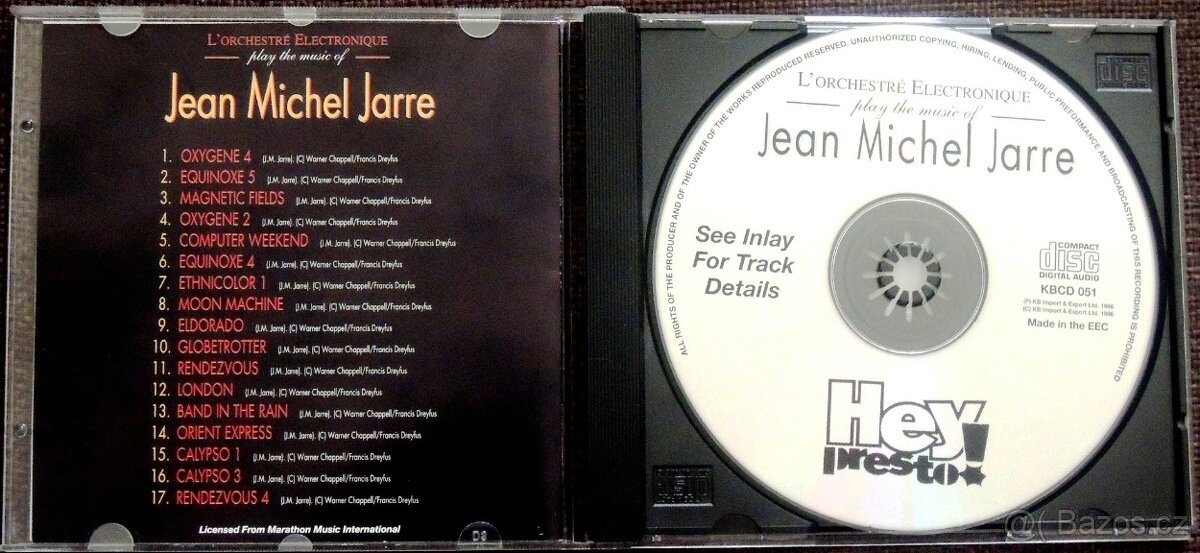 L'ORCHESTRÉ ELECTRONIQUE
play the music of
Jean Michel Jarre
1. OXYGENE 4 (J.M. Jarre). (C) Warner Chappell/Francis Dreyfus
2. EQUINOXE 5 (J.M. Jarre). (C) Warner Chappell/Francis Dreyfus
3. MAGNETIC FIELDS (J.M. Jarre). (C) Warner Chappell/Francis Dreyfus
4. OXYGENE 2 (J.M. Jarre). (C) Warner Chappell/Francis Dreyfus
5. COMPUTER WEEKEND (J.M. Jarre). (C) Warner Chappell/Francis Dreyfus
6. EQUINOXE 4 (J.M. Jarre). (C) Warner Chappell/Francis Dreyfus
7. ETHNICOLOR 1 (J.M. Jarre). (C) Warner Chappell/Francis Dreyfus
8. MOON MACHINE (J.M. Jarre). (C) Warner Chappell/Francis Dreyfus
9. ELDORADO (J.M. Jarre). (C) Warner Chappell/Francis Dreyfus
10. GLOBETROTTER (J.M. Jarre). (C) Warner Chappell/Francis Dreyfus
11. RENDEZVOUS (J.M. Jarre). (C) Warner Chappell/Francis Dreyfus
12. LONDON (J.M. Jarre). (C) Warner Chappell/Francis Dreyfus
13. BAND IN THE RAIN (J.M. Jarre). (C) Warner Chappell/Francis Dreyfus
14. ORIENT EXPRESS (J.M. Jarre). (C) Warner Chappell/Francis Dreyfus
15. CALYPSO 1 (J.M. Jarre). (C) Warner Chappell/Francis Dreyfus
16. CALYPSO 3 (J.M. Jarre). (C) Warner Chappell/Francis Dreyfus
17. RENDEZVOUS 4 (J.M. Jarre). (C) Warner Chappell/Francis Dreyfus
Licensed From Marathon Music International
ALL RIGHTS OF THE PRODUCER AND OF THE OWNER OF THE WORKS REPRODUCED RESERVED. UNAUTHORIZED COPYING, HIRING, LENDING, PUBLIC PREFORMANCE AND BROADCASTING OF THIS RECORDING IS PROHIBITED
L'ORCHESTRÉ ELECTRONIQUE
play the music of
Jean Michel Jarre
See Inlay
For Track
Details
COMPACT
disc
DIGITAL AUDIO
KBCD 051
(P) KB Import & Export Ltd. 1996
(C) KB Import & Export Ltd. 1996
Made in the EEC
Hey
presto!
disc
Bazos.cz